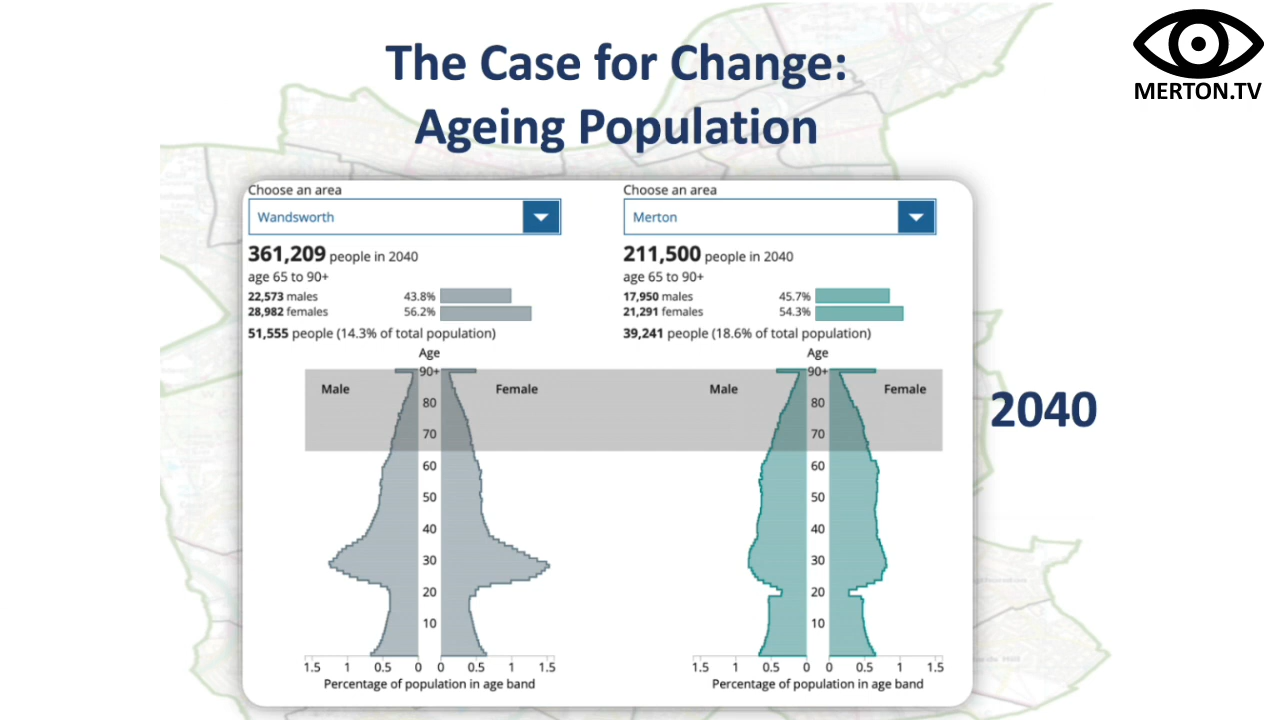 The Case for Change:
Ageing Population
MERTON.TV
Choose an area
Wandsworth
361,209 people in 2040
age 65 to 90+
22,573 males 43.8%
28,982 females 56.2%
51,555 people (14.3% of total population)
Age
90+
Male
Female
80
70
60
50
40
30
20
10
1.5 1 0.5 0 0 0.5 1 1.5
Percentage of population in age band
Choose an area
Merton
211,500 people in 2040
age 65 to 90+
17,950 males 45.7%
21,291 females 54.3%
39,241 people (18.6% of total population)
Age
90+
Male
Female
80
70
60
50
40
30
20
10
1.5 1 0.5 0 0 0.5 1 1.5
Percentage of population in age band
2040